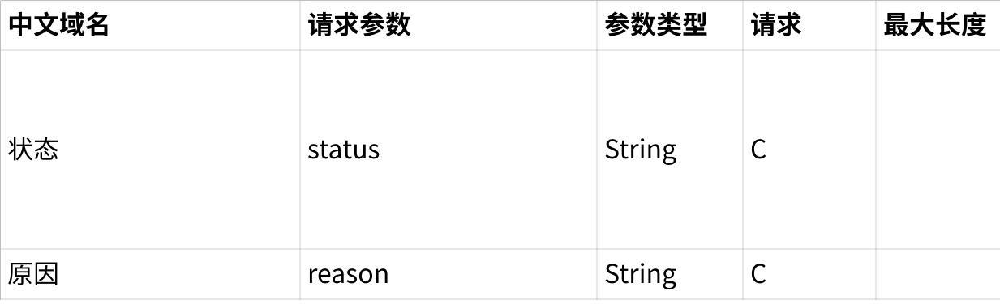 中文域名 请求参数 参数类型 请求 最大长度
状态 status String C
原因 reason String C